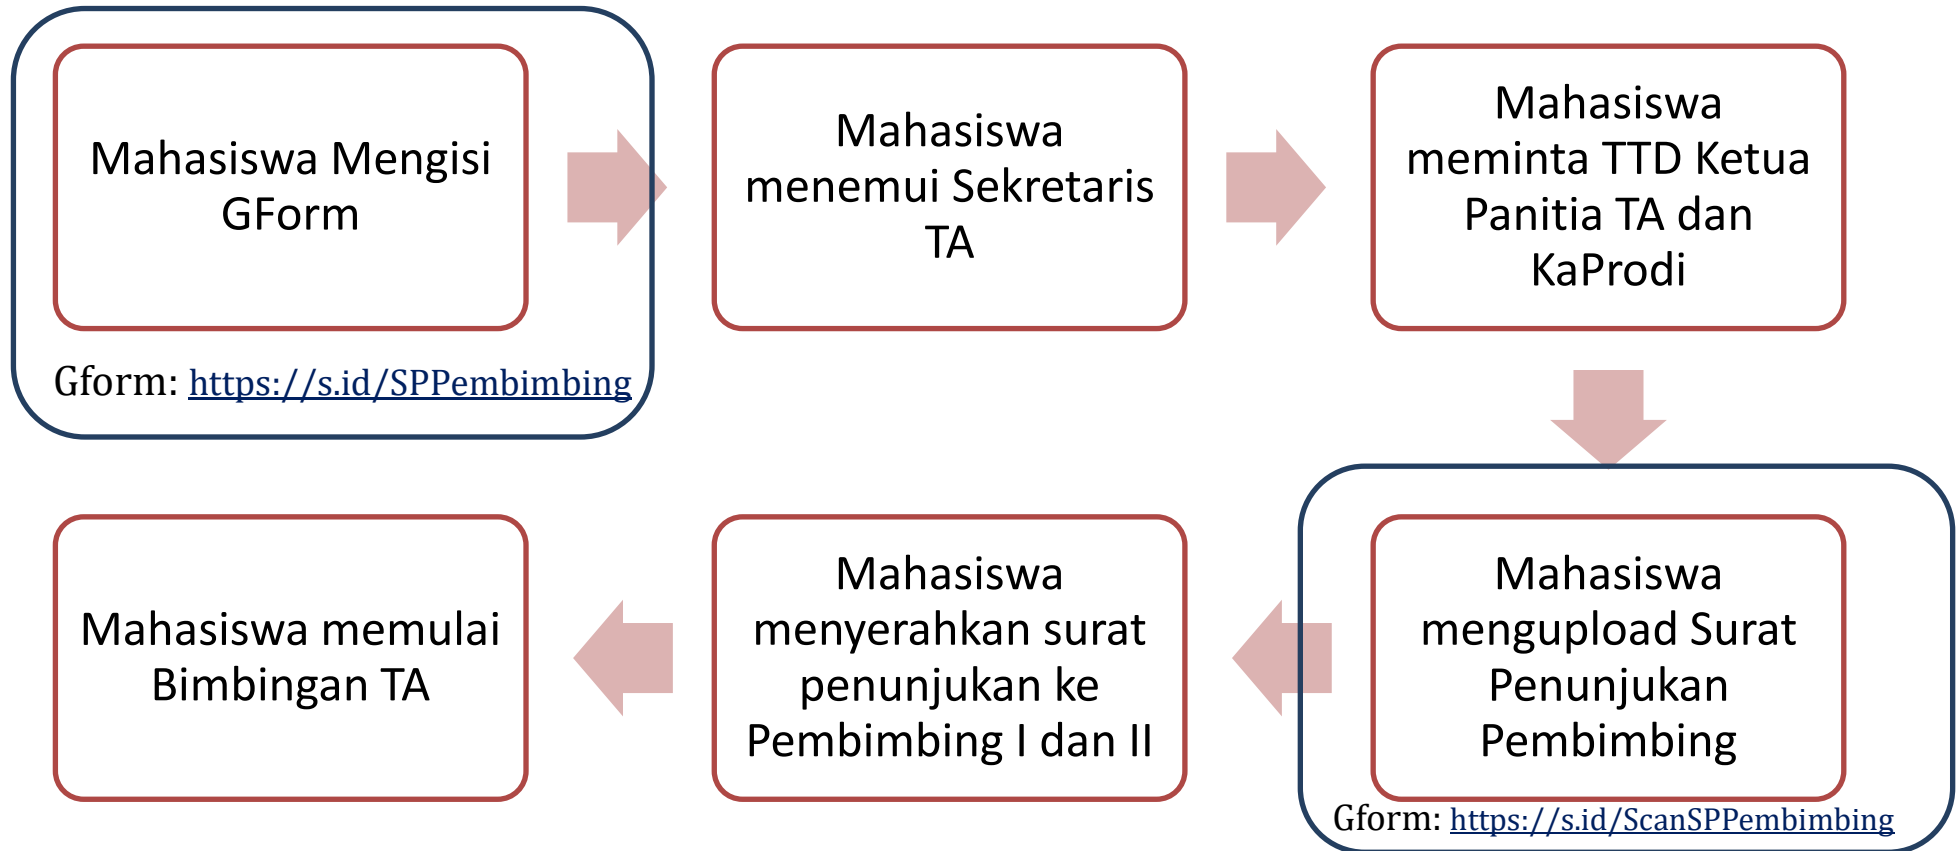 Mahasiswa Mengisi
GForm
Gform: https://s.id/SPPembimbing
Mahasiswa
menemui Sekretaris
TA
Mahasiswa
meminta TTD Ketua
Panitia TA dan
KaProdi
Mahasiswa
mengupload Surat
Penunjukan
Pembimbing
Gform: https://s.id/ScanSPPembimbing
Mahasiswa
menyerahkan surat
penunjukan ke
Pembimbing I dan II
Mahasiswa memulai
Bimbingan TA